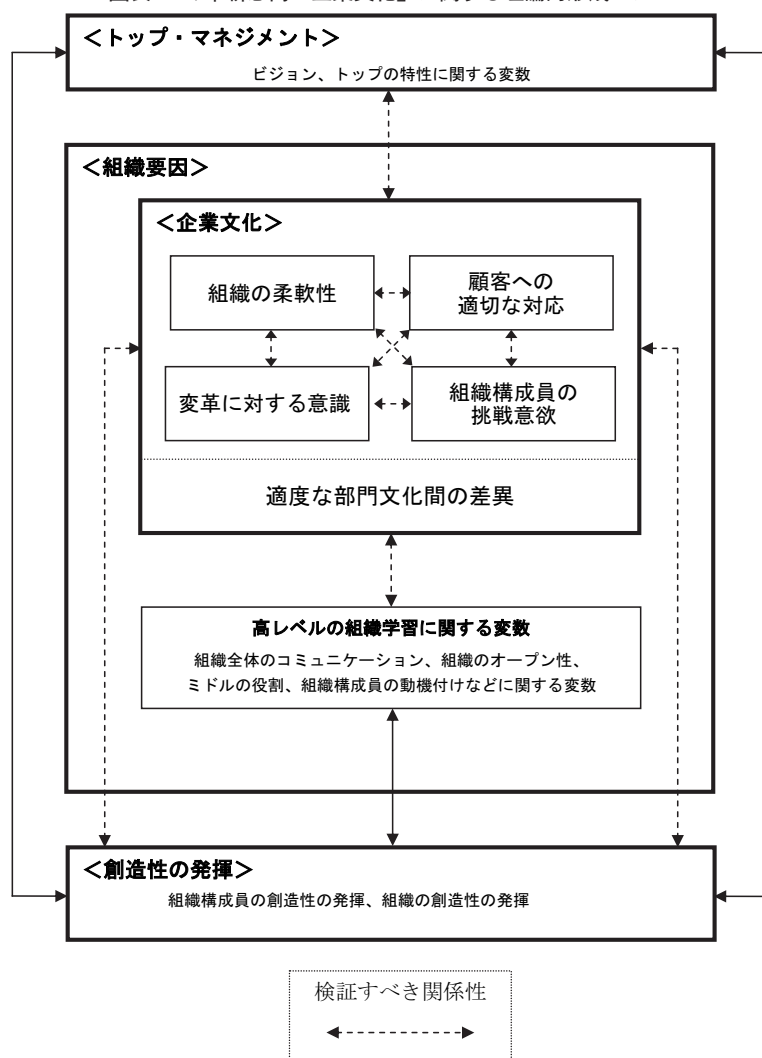 ＜トップ・マネジメント＞
ビジョン、トップの特性に関する変数
＜組織要因＞
＜企業文化＞
組織の柔軟性
顧客への
適切な対応
変革に対する意識
組織構成員の
挑戦意欲
適度な部門文化間の差異
高レベルの組織学習に関する変数
組織全体のコミュニケーション、組織のオープン性、
ミドルの役割、組織構成員の動機付けなどに関する変数
＜創造性の発揮＞
組織構成員の創造性の発揮、組織の創造性の発揮
検証すべき関係性